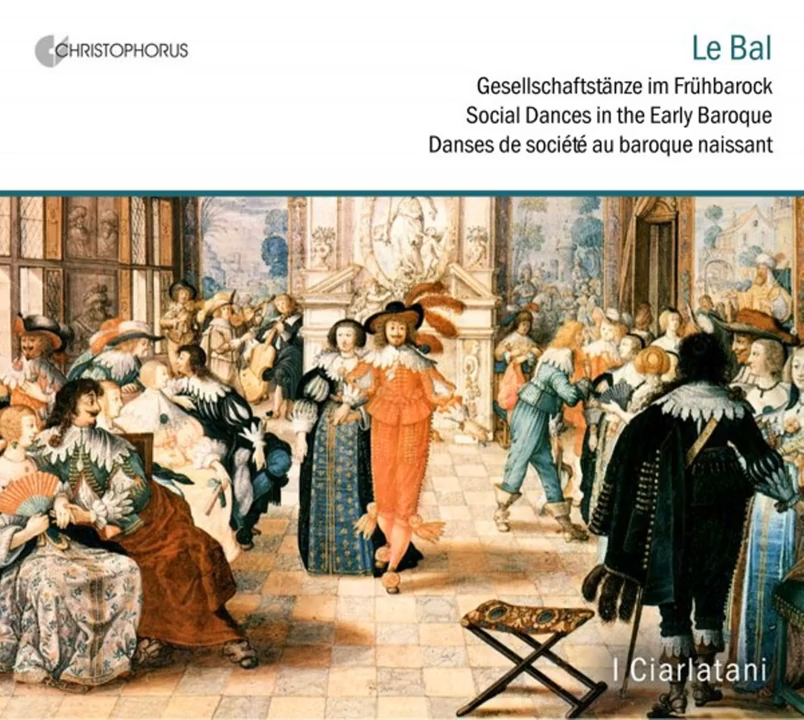 CHRISTOPHORUS
Le Bal
Gesellschaftstänze im Frühbarock
Social Dances in the Early Baroque
Danses de société au baroque naissant
I Ciarlatani